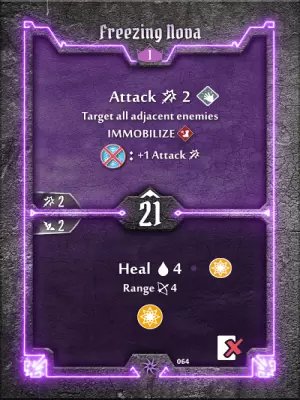 Freezing Nova
1
Attack 2
Target all adjacent enemies
IMMOBILIZE
: +1 Attack
2
21
2
Heal 4
Range 4
064